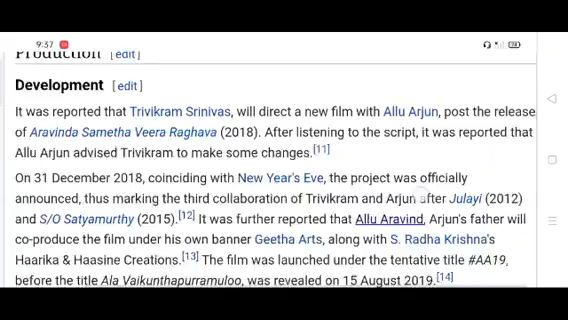 9:37
Production [edit]
Development [edit]
It was reported that Trivikram Srinivas, will direct a new film with Allu Arjun, post the release
of Aravinda Sametha Veera Raghava (2018). After listening to the script, it was reported that
Allu Arjun advised Trivikram to make some changes.[11]
On 31 December 2018, coinciding with New Year's Eve, the project was officially
announced, thus marking the third collaboration of Trivikram and Arjun after Julayi (2012)
and S/O Satyamurthy (2015).[12] It was further reported that Allu Aravind, Arjun's father will
co-produce the film under his own banner Geetha Arts, along with S. Radha Krishna's
Haarika & Haasine Creations.[13] The film was launched under the tentative title #AA19,
before the title Ala Vaikunthapurramuloo, was revealed on 15 August 2019.[14]